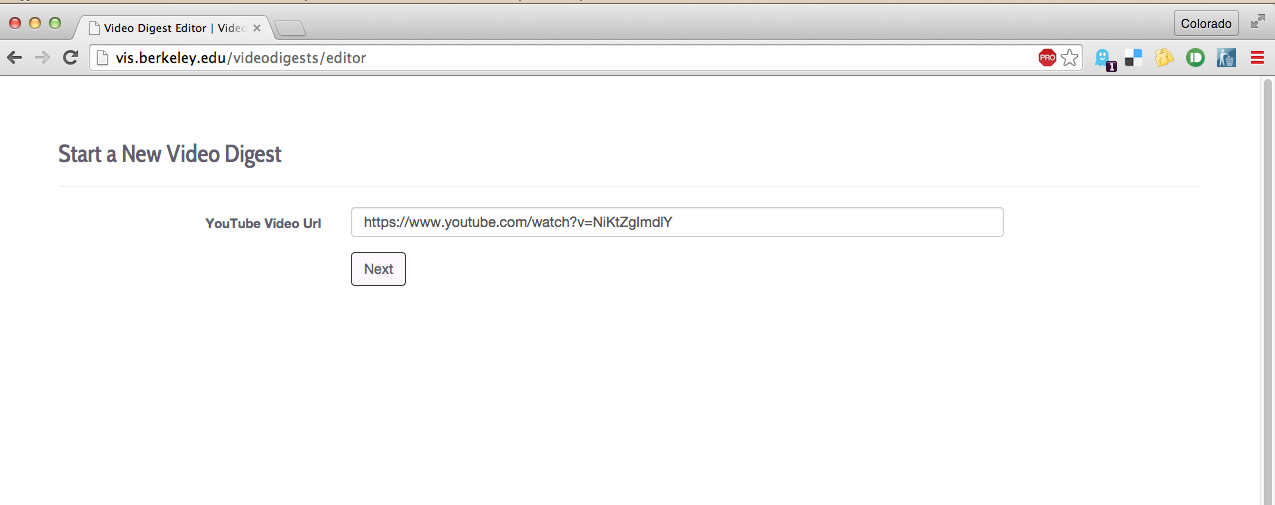 Video Digest Editor | Video
Colorado
vis.berkeley.edu/videodigests/editor
PRO
1
Start a New Video Digest
YouTube Video Url
https://www.youtube.com/watch?v=NiKtZgImdlY
Next